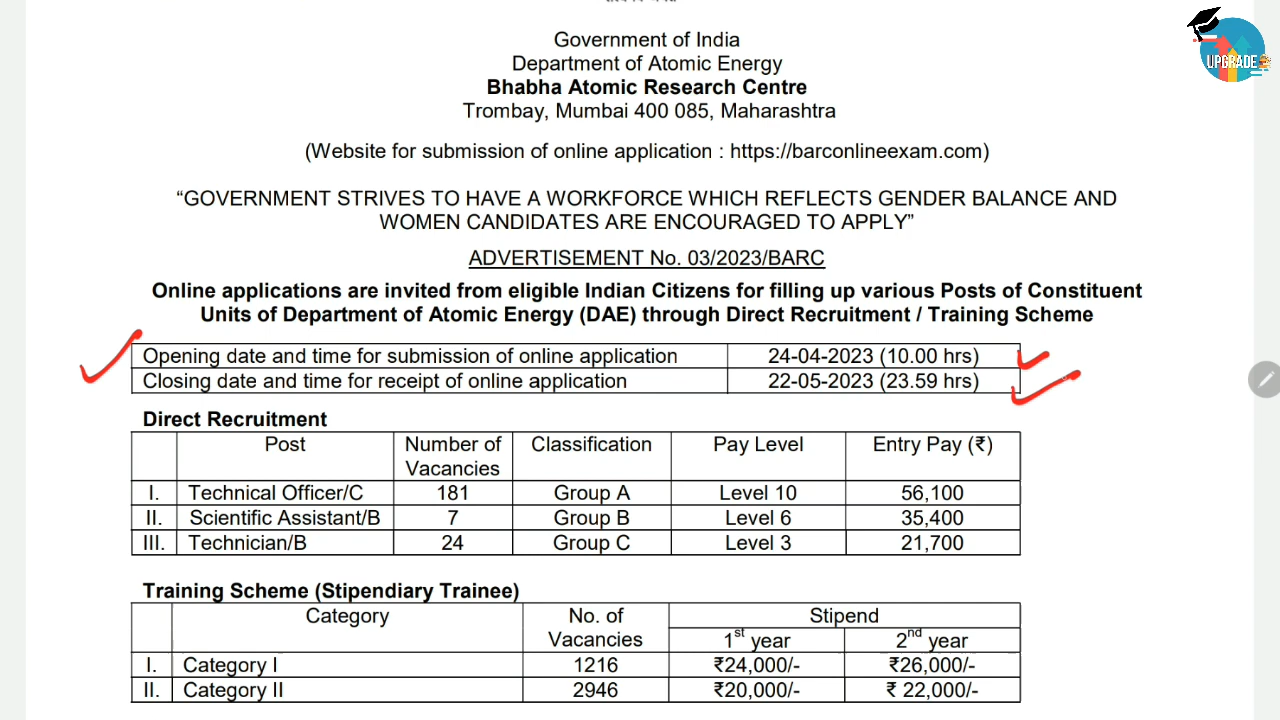 UPGRADE
Government of India
Department of Atomic Energy
Bhabha Atomic Research Centre
Trombay, Mumbai 400 085, Maharashtra
(Website for submission of online application : https://barconlineexam.com)
“GOVERNMENT STRIVES TO HAVE A WORKFORCE WHICH REFLECTS GENDER BALANCE AND
WOMEN CANDIDATES ARE ENCOURAGED TO APPLY”
ADVERTISEMENT No. 03/2023/BARC
Online applications are invited from eligible Indian Citizens for filling up various Posts of Constituent
Units of Department of Atomic Energy (DAE) through Direct Recruitment / Training Scheme
Opening date and time for submission of online application 24-04-2023 (10.00 hrs)
Closing date and time for receipt of online application 22-05-2023 (23.59 hrs)
Direct Recruitment
Post Number of Vacancies Classification Pay Level Entry Pay (₹)
I. Technical Officer/C 181 Group A Level 10 56,100
II. Scientific Assistant/B 7 Group B Level 6 35,400
III. Technician/B 24 Group C Level 3 21,700
Training Scheme (Stipendiary Trainee)
Category No. of Vacancies Stipend
1st year 2nd year
I. Category I 1216 ₹24,000/- ₹26,000/-
II. Category II 2946 ₹20,000/- ₹ 22,000/-